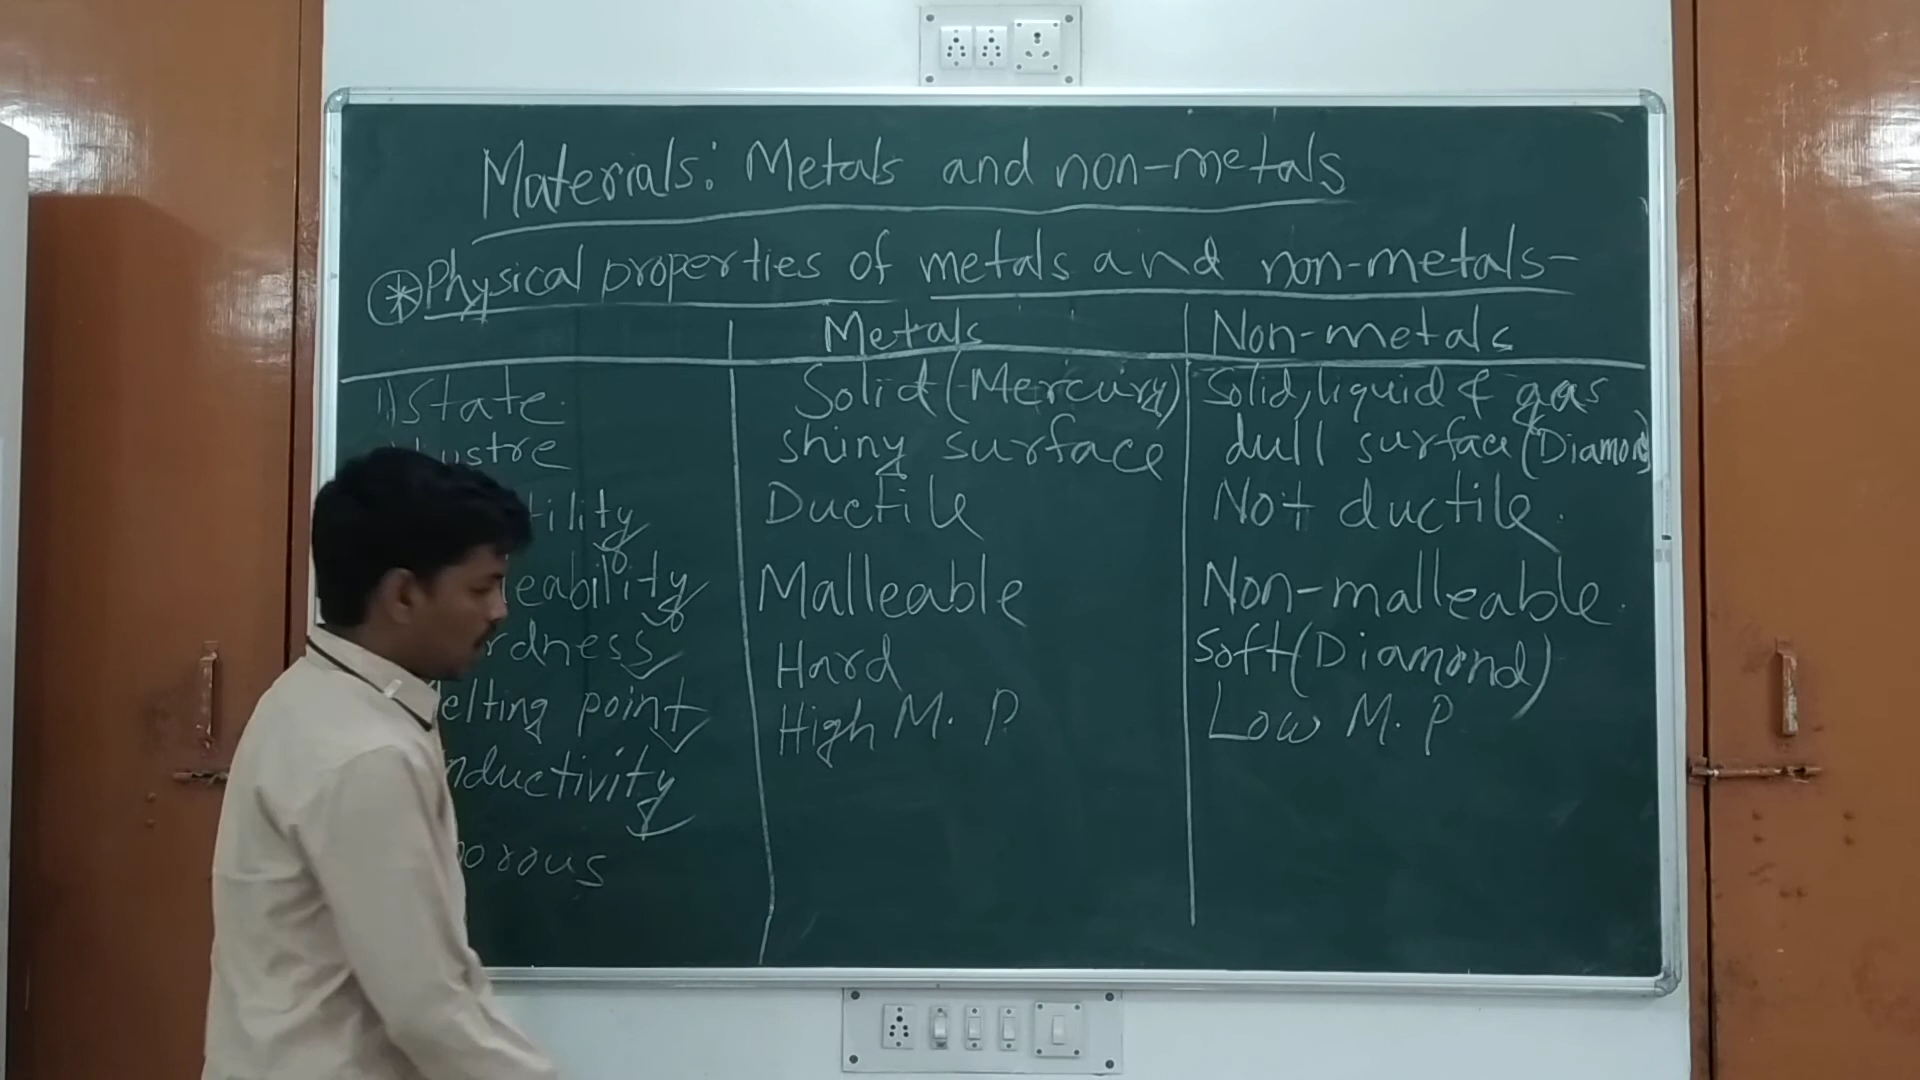 Materials: Metals and non-metals
Physical properties of metals and non-metals-
Metals Non-metals
1) State Solid (Mercury) Solid, liquid & gas
ustre shiny surface dull surface (Diamond)
tility Ductile Not ductile.
eability Malleable Non-malleable.
rdness Hard Soft (Diamond)
elting point High M. P Low M. P
nductivity
orous